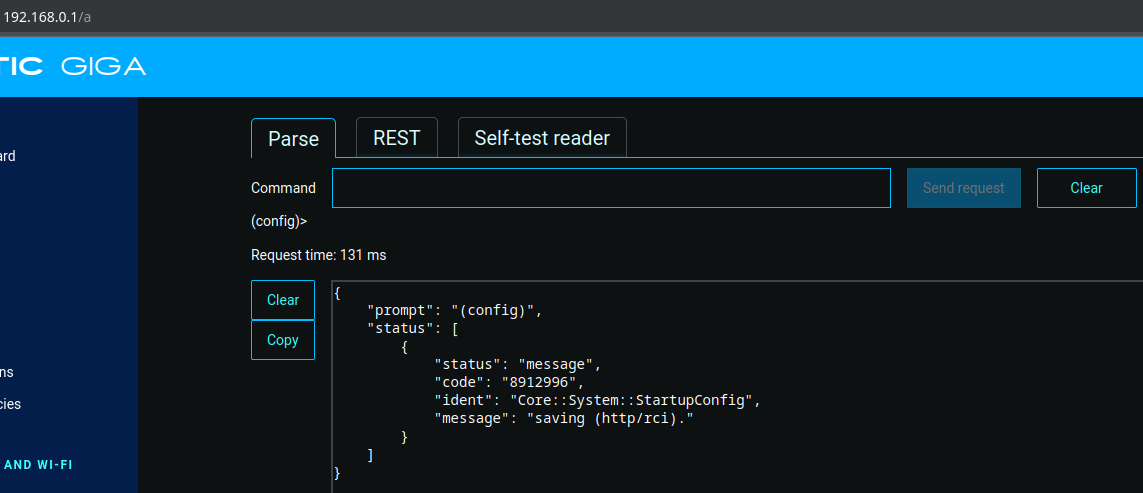 192.168.0.1/a
TIC GIGA
ard
Parse REST Self-test reader
Command Send request Clear
(config)>
Request time: 131 ms
Clear
Copy
{
    "prompt": "(config)",
    "status": [
        {
            "status": "message",
            "code": "8912996",
            "ident": "Core::System::StartupConfig",
            "message": "saving (http/rci)."
        }
    ]
}
ns
cies
AND WI-FI